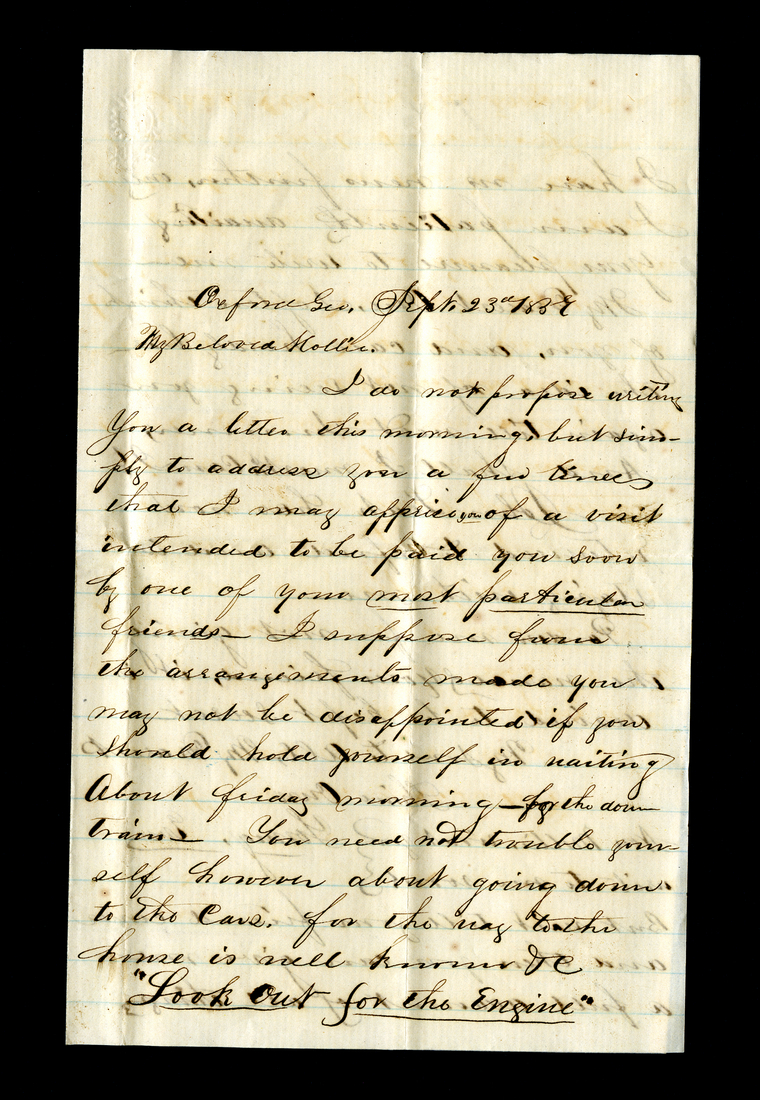 Oxford Geo. Sept. 23rd
My Beloved Mollie.
I do not propose writing
You a letter this morning, but sim-
ply to address you a few lines
that I may apprise you of a visit
intended to be paid you soon
by one of your most particular
friends — I suppose from
the arrangements made you
may not be disappointed if you
should hold yourself in waiting
About friday morning — for the down
train — . You need not trouble your-
self however about going down
to the Cars. for the way to the
house is well known &C
"Look Out for the Engine"